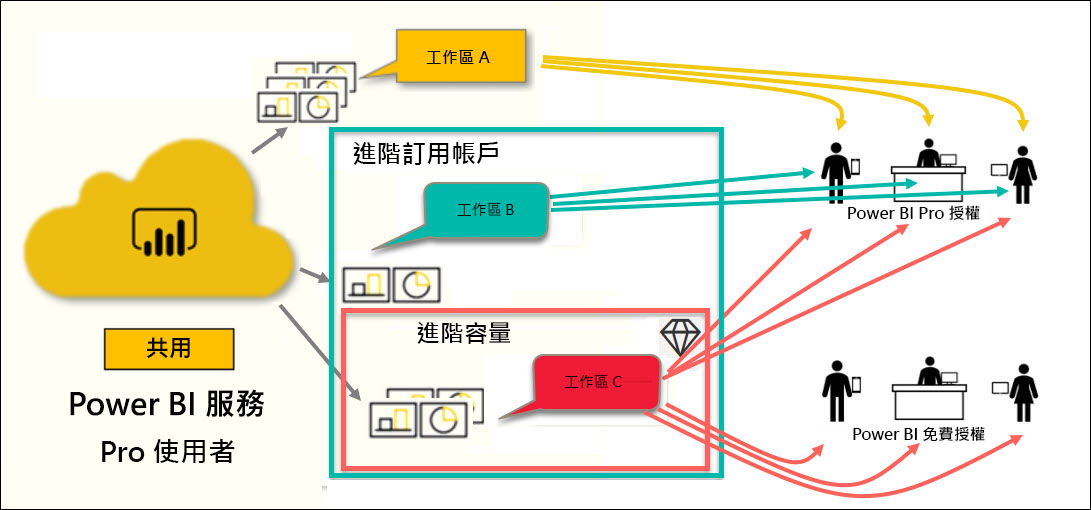 工作區 A
進階訂用帳戶
工作區 B
Power BI Pro 授權
進階容量
共用
工作區 C
Power BI 服務
Pro 使用者
Power BI 免費授權